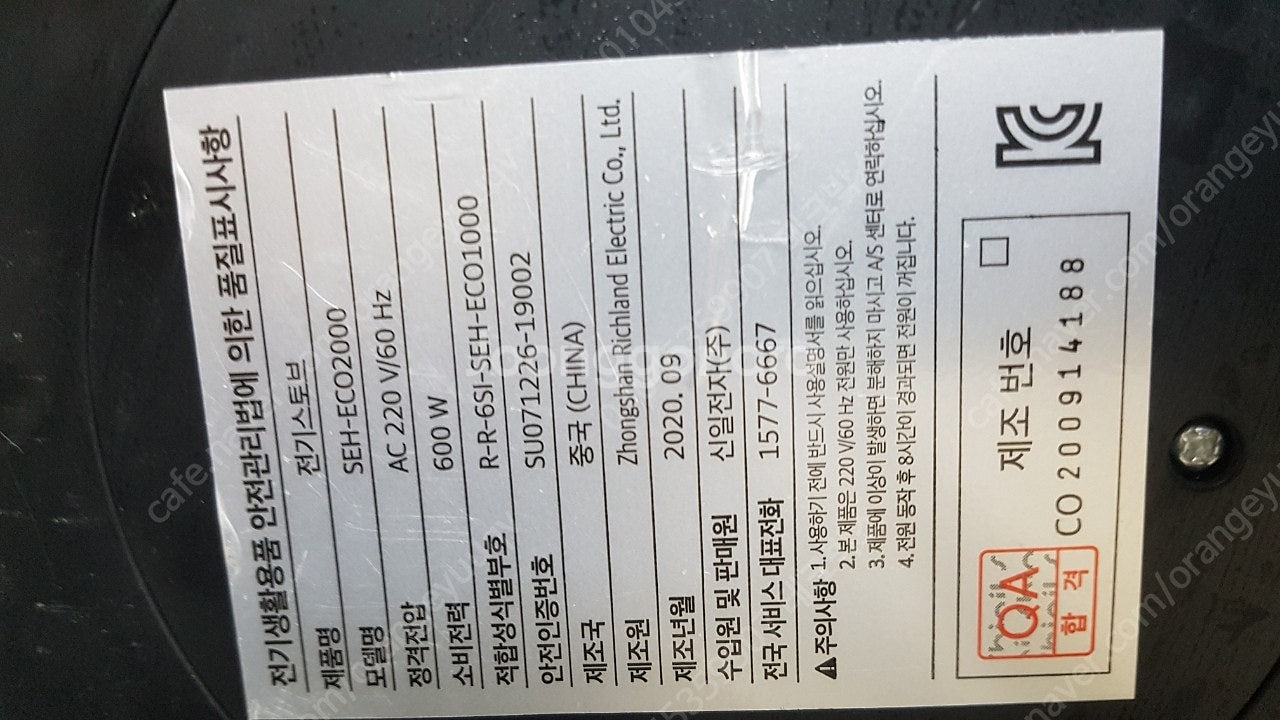 전기생활용품 안전관리법에 의한 품질표시사항
제품명 전기스토브
모델명 SEH-ECO2000
정격전압 AC 220 V/60 Hz
소비전력 600 W
적합성식별부호 R-R-6SI-SEH-ECO1000
안전인증번호 SU071226-19002
제조국 중국 (CHINA)
제조원 Zhongshan Richland Electric Co., Ltd.
제조년월 2020. 09
수입원 및 판매원 신일전자(주)
전국 서비스 대표전화 1577-6667
주의사항 1.사용하기 전에 반드시 사용설명서를 읽으십시오.
2.본 제품은 220 V/60 Hz 전원만 사용하십시오.
3.제품에 이상이 발생하면 분해하지 마시고 A/S 센터로 연락하십시오.
4.전원 동작 후 8시간이 경과되면 전원이 꺼집니다.
제조 번호
CO200914188
QA
합격
KC